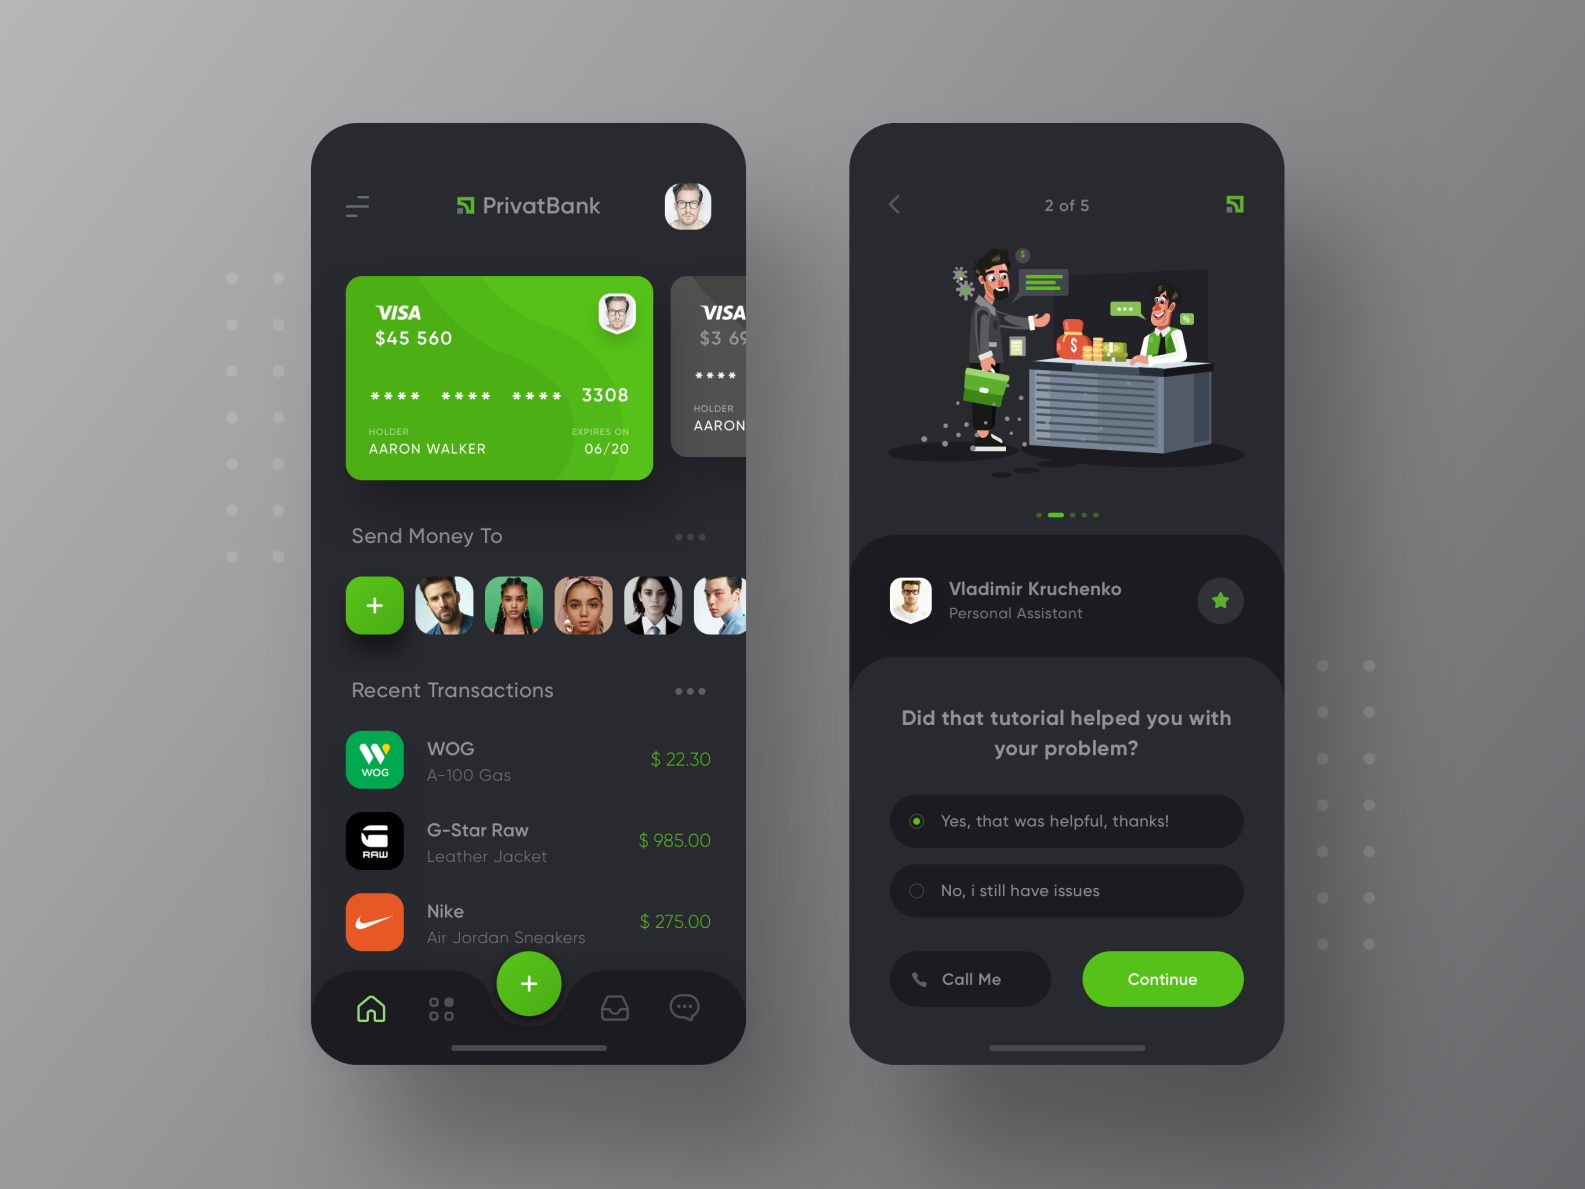 PrivatBank
VISA
$45 560
**** **** **** 3308
HOLDER
EXPIRES ON
AARON WALKER
06/20
VISA
$3 69
****
HOLDER
AARON
Send Money To
Recent Transactions
WOG
WOG
A-100 Gas
$ 22.30
RAW
G-Star Raw
Leather Jacket
$ 985.00
Nike
Air Jordan Sneakers
$ 275.00
2 of 5
$
%
$
Vladimir Kruchenko
Personal Assistant
Did that tutorial helped you with
your problem?
Yes, that was helpful, thanks!
No, i still have issues
Call Me
Continue